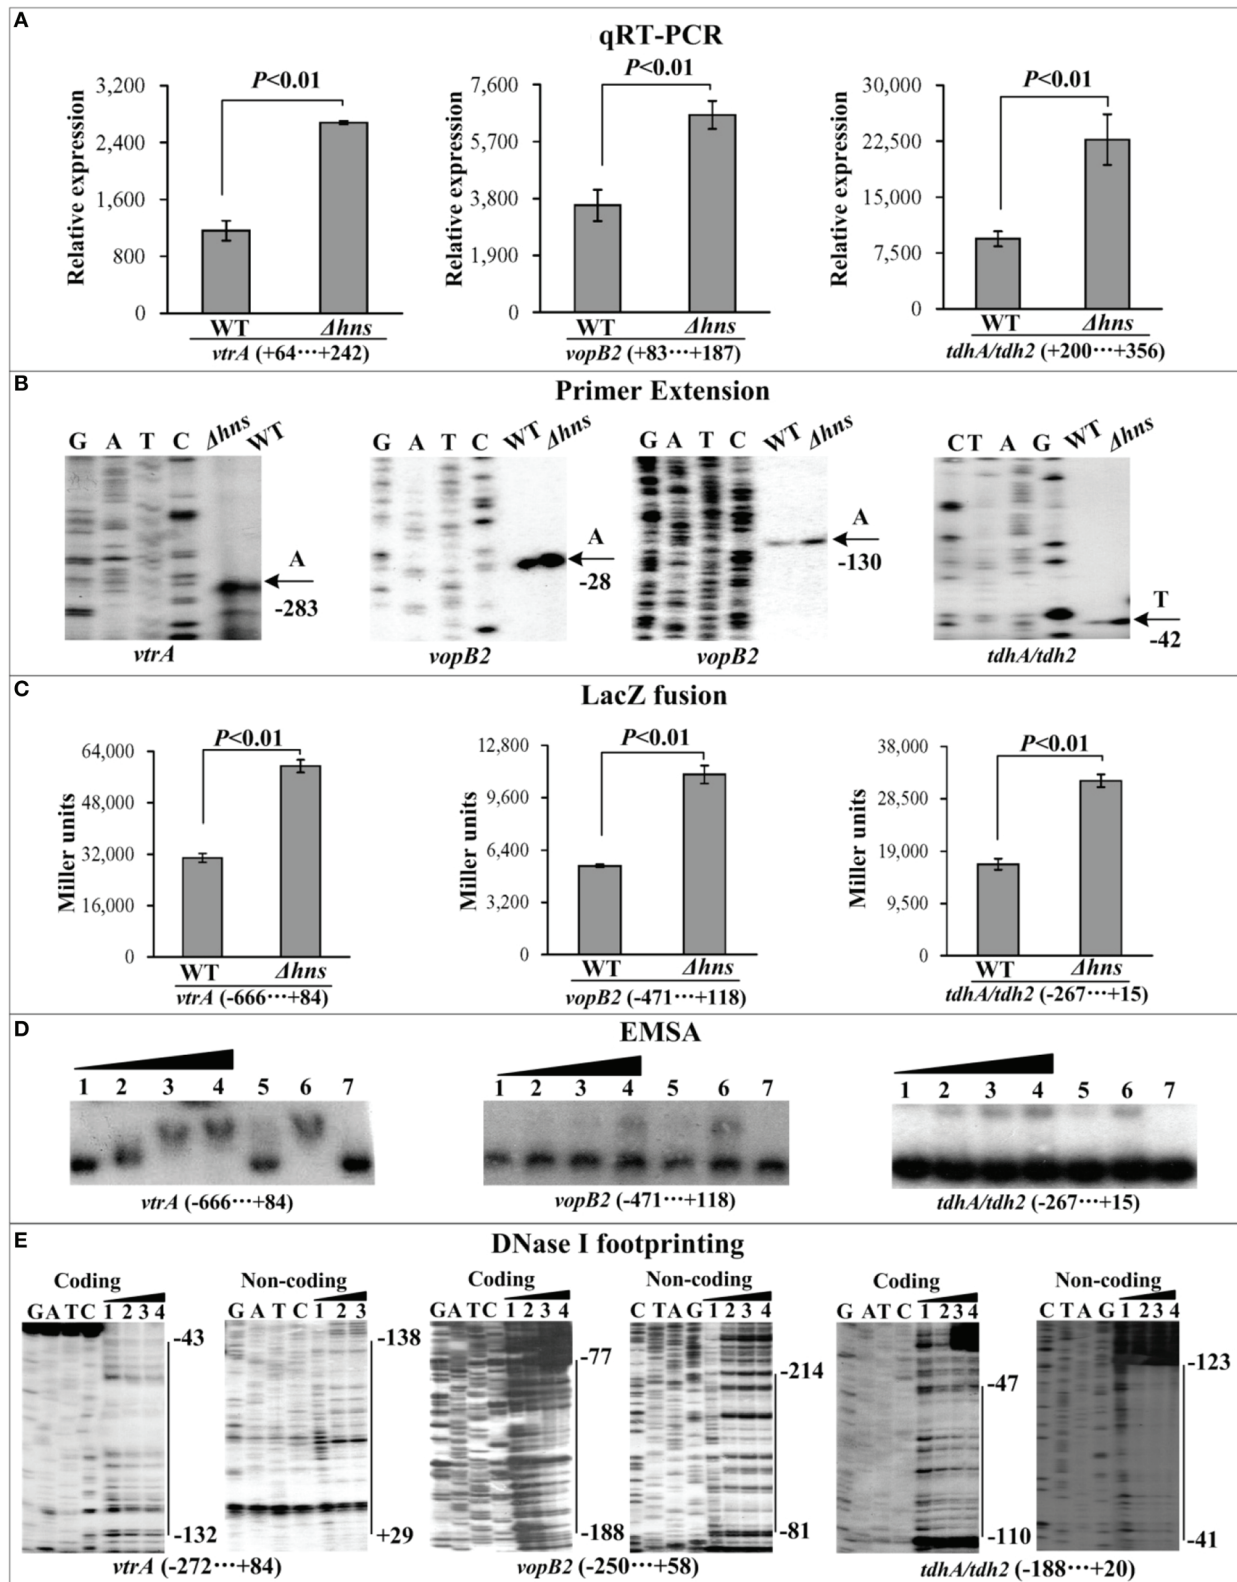 A
qRT-PCR
P<0.01
3,200
2,400
1,600
800
0
Relative expression
WT Δhns
vtrA (+64···+242)
P<0.01
7,600
5,700
3,800
1,900
0
Relative expression
WT Δhns
vopB2 (+83···+187)
P<0.01
30,000
22,500
15,000
7,500
0
Relative expression
WT Δhns
tdhA/tdh2 (+200···+356)
B
Primer Extension
G A T C Δhns WT
A
-283
vtrA
G A T C WT Δhns
A
-28
vopB2
G A T C WT Δhns
A
-130
vopB2
C T A G WT Δhns
T
-42
tdhA/tdh2
C
LacZ fusion
P<0.01
64,000
48,000
32,000
16,000
0
Miller units
WT Δhns
vtrA (-666···+84)
P<0.01
12,800
9,600
6,400
3,200
0
Miller units
WT Δhns
vopB2 (-471···+118)
P<0.01
38,000
28,500
19,000
9,500
0
Miller units
WT Δhns
tdhA/tdh2 (-267···+15)
D
EMSA
1 2 3 4 5 6 7
vtrA (-666···+84)
1 2 3 4 5 6 7
vopB2 (-471···+118)
1 2 3 4 5 6 7
tdhA/tdh2 (-267···+15)
E
DNase I footprinting
Coding
G A T C 1 2 3 4
-43
-132
Non-coding
G A T C 1 2 3
-138
+29
vtrA (-272···+84)
Coding
G A T C 1 2 3 4
-77
-188
Non-coding
C T A G 1 2 3 4
-214
-81
vopB2 (-250···+58)
Coding
G A T C 1 2 3 4
-47
-110
Non-coding
C T A G 1 2 3 4
-123
-41
tdhA/tdh2 (-188···+20)